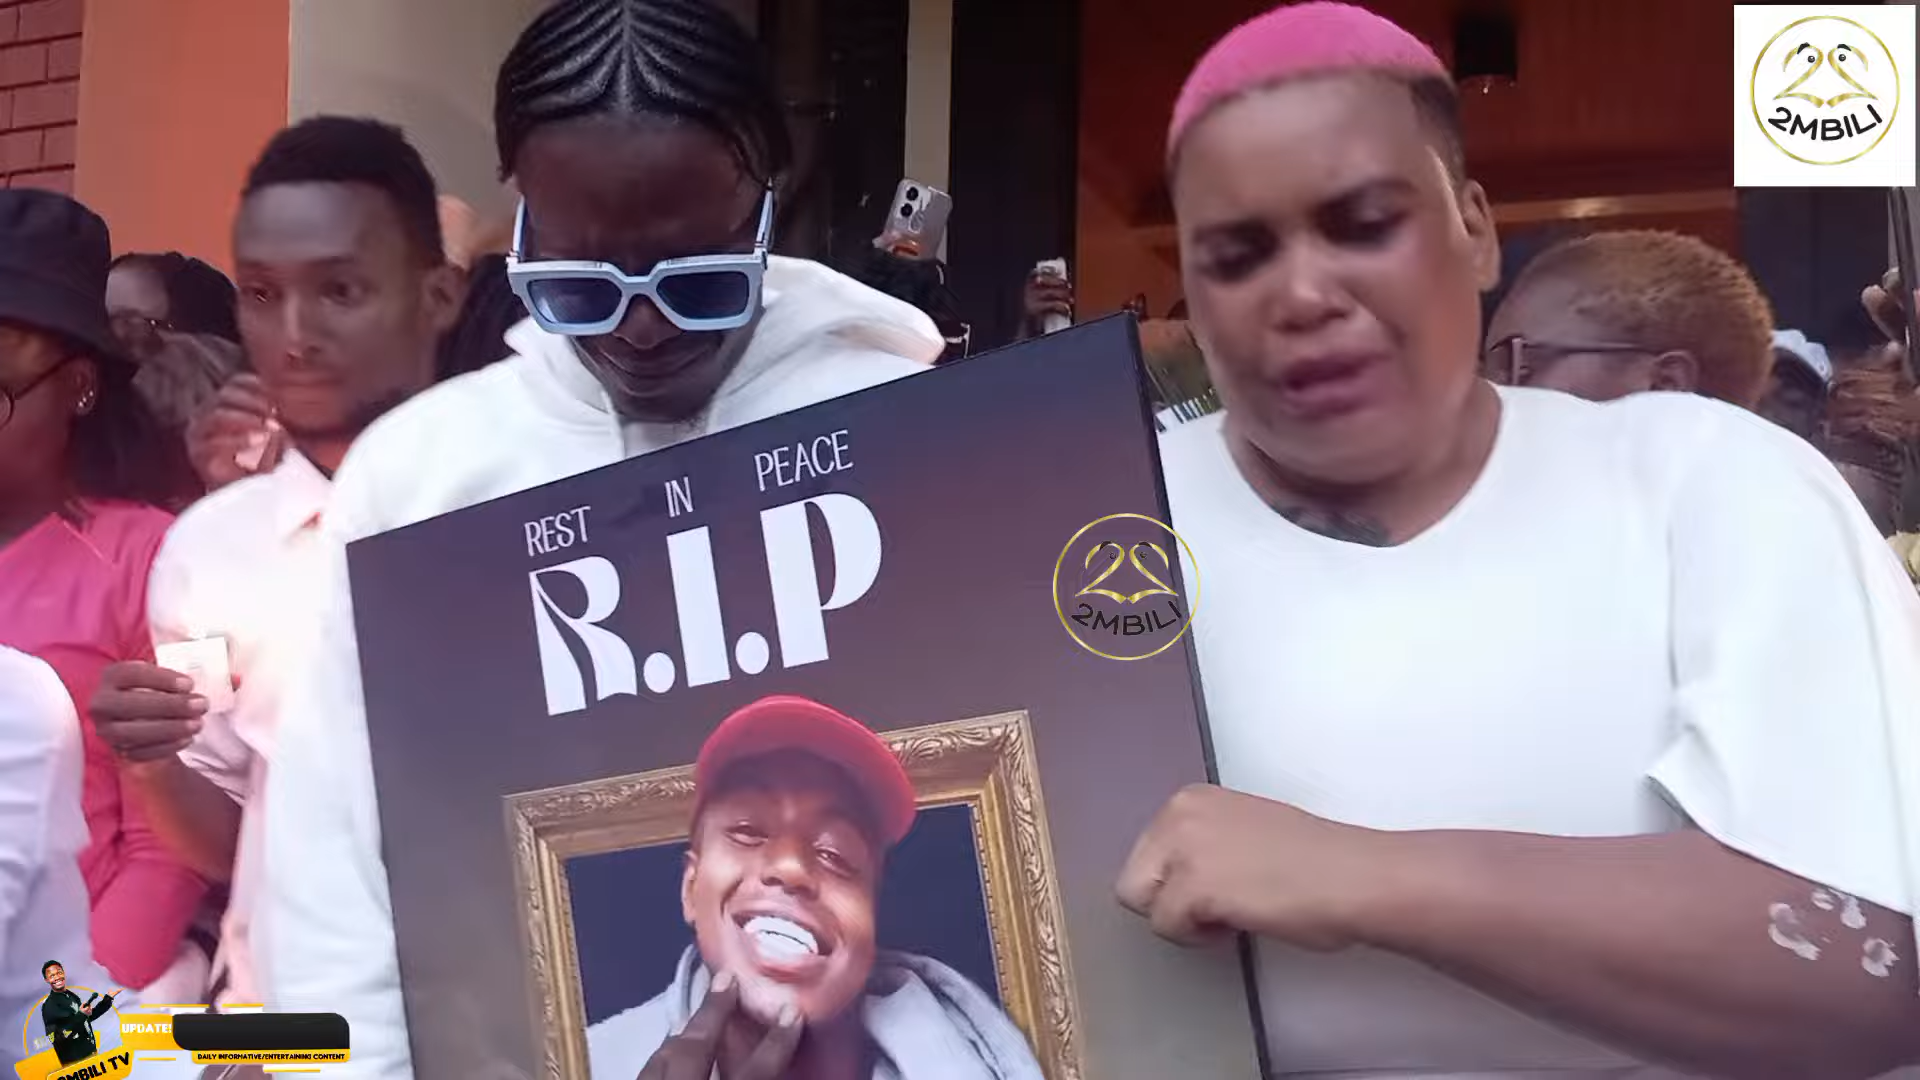 2MBILI
REST IN PEACE
R.I.P
2MBILI
UPDATE!
DAILY INFORMATIVE/ENTERTAINING CONTENT
2MBILI TV